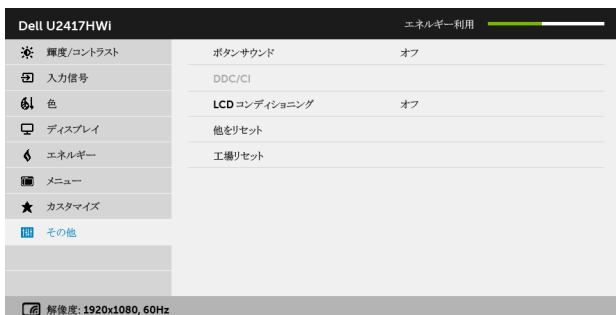 Dell U2417HWi エネルギー利用
輝度/コントラスト ボタンサウンド オフ
入力信号 DDC/CI
色 LCD コンディショニング オフ
ディスプレイ 他をリセット
エネルギー 工場リセット
メニュー
カスタマイズ
その他
解像度: 1920x1080, 60Hz